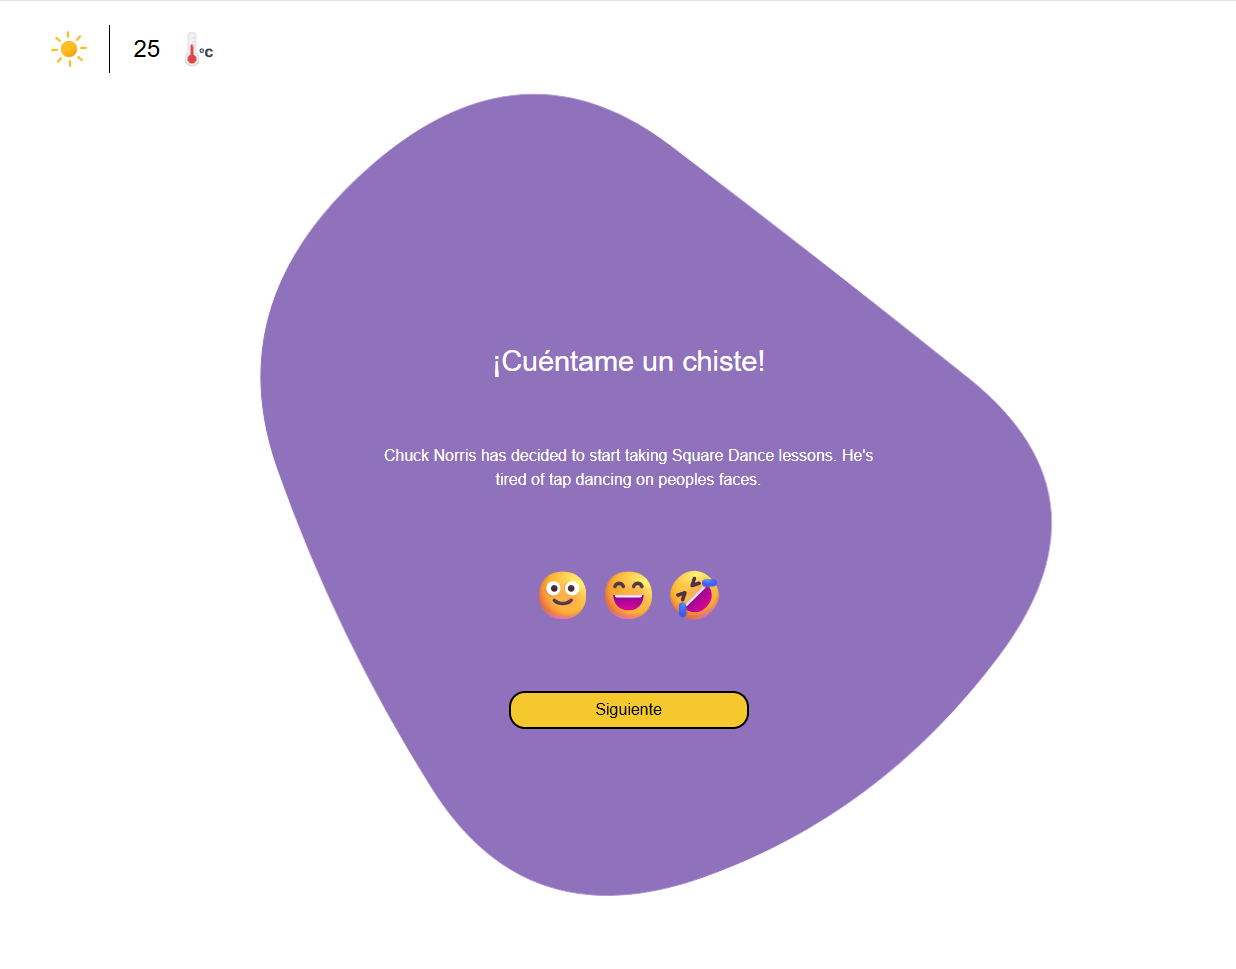 25 °C
¡Cuéntame un chiste!
Chuck Norris has decided to start taking Square Dance lessons. He's
tired of tap dancing on peoples faces.
Siguiente